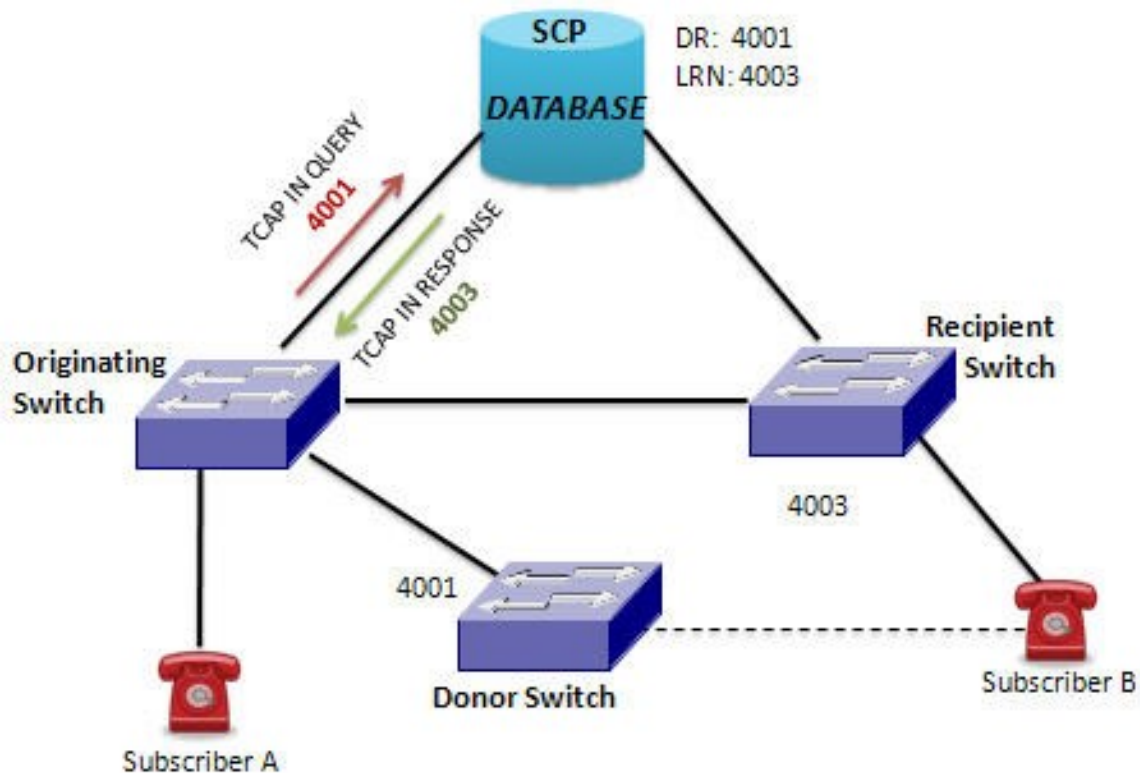 SCP
DATABASE
DR: 4001
LRN: 4003
TCAP IN QUERY
4001
TCAP IN RESPONSE
4003
Originating
Switch
Recipient
Switch
4003
4001
Donor Switch
Subscriber A
Subscriber B